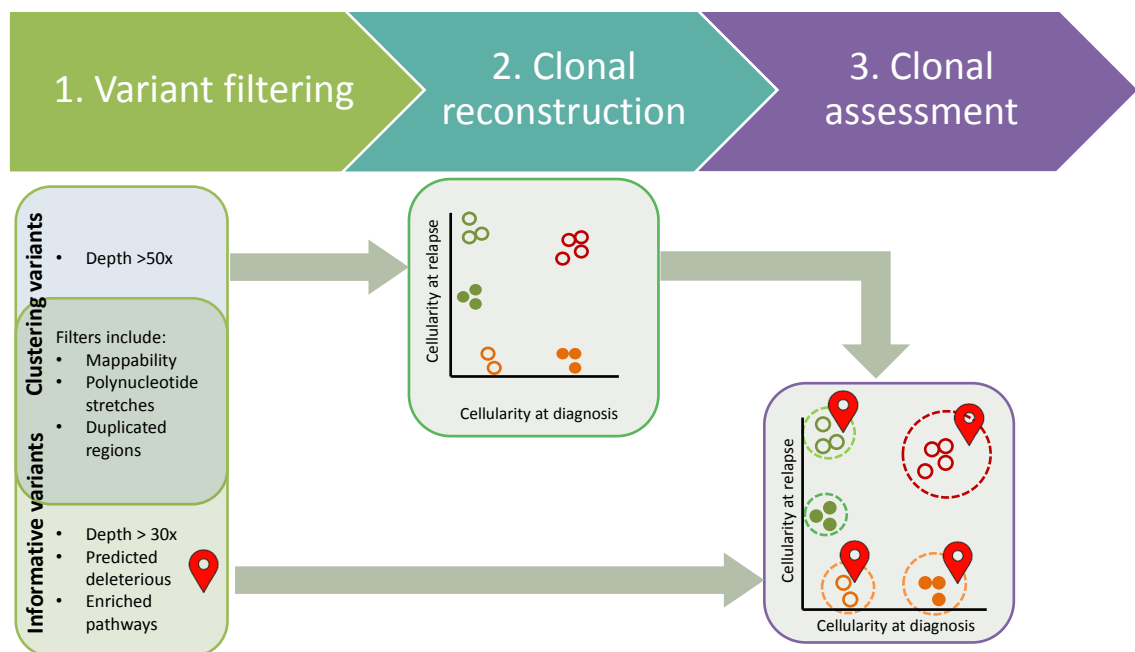 1. Variant filtering
2. Clonal
reconstruction
3. Clonal
assessment
Clustering variants
• Depth >50x
Filters include:
• Mappability
• Polynucleotide
stretches
• Duplicated
regions
Informative variants
• Depth > 30x
• Predicted
deleterious
• Enriched
pathways
Cellularity at relapse
Cellularity at diagnosis
Cellularity at relapse
Cellularity at diagnosis